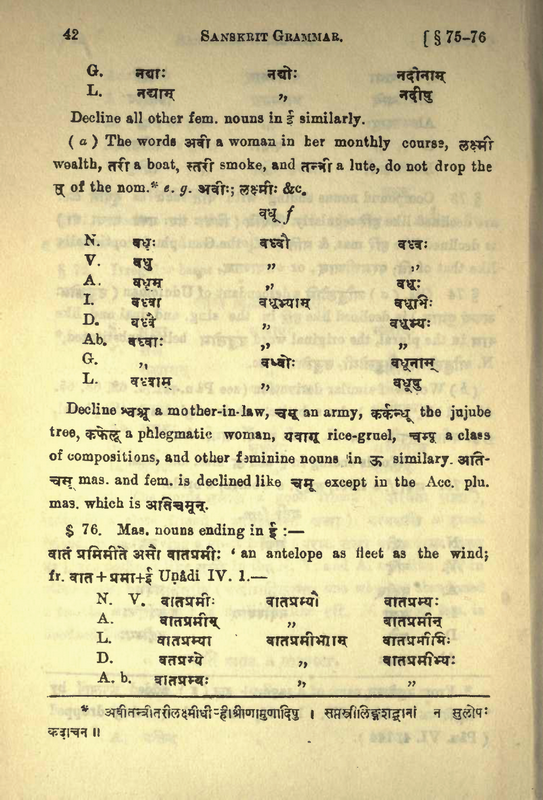 42 SANSKRIT GRAMMAR. [ § 75-76
G. नद्याः नद्योः नदीनाम्
L. नद्याम् ,, नदीषु
Decline all other fem. nouns in ई similarly.
( a ) The words अवी a woman in her monthly course, लक्ष्मी
wealth, तरी a boat, स्तरी smoke, and तन्त्री a lute, do not drop the
स् of the nom.* e. g. अवीः; लक्ष्मीः &c.
वधू f
N. वधूः वध्वौ वध्वः
V. वधु ,, ,,
A. वधूम् ,, वधूः
I. वध्वा वधूभ्याम् वधूभिः
D. वध्वै ,, वधूभ्यः
Ab. वध्वाः ,, ,,
G. ,, वध्वोः वधूनाम्
L. वध्वाम् ,, वधूषु
Decline श्वश्रू a mother-in-law, चमू an army, कर्कन्धू the jujube
tree, कफेलू a phlegmatic woman, यवागू rice-gruel, चम्पू a class
of compositions, and other feminine nouns in ऊ similary. अति-
चमू mas. and fem. is declined like चमू except in the Acc. plu.
mas. which is अतिचमून्.
§ 76. Mas. nouns ending in ई :—
वातं प्रमिमीते असौ वातप्रमीः ‘ an antelope as fleet as the wind;
fr. वात + प्रमा+ई Uṇâdi IV. 1.—
N. V. वातप्रमीः वातप्रम्यौ वातप्रम्यः
A. वातप्रमीम् ,, वातप्रमीन्
L. वातप्रम्या वातप्रमीभ्याम् वातप्रमीभिः
D. वतप्रम्ये ,, वातप्रमीभ्यः
A. b. वातप्रम्यः ,, ,,
* अवीतन्त्रीतरीलक्ष्मीधीह्रीश्रीणामुणादिषु । सप्तस्त्रीलिङ्गशब्दानां न सुलोपः
कदाचन ॥